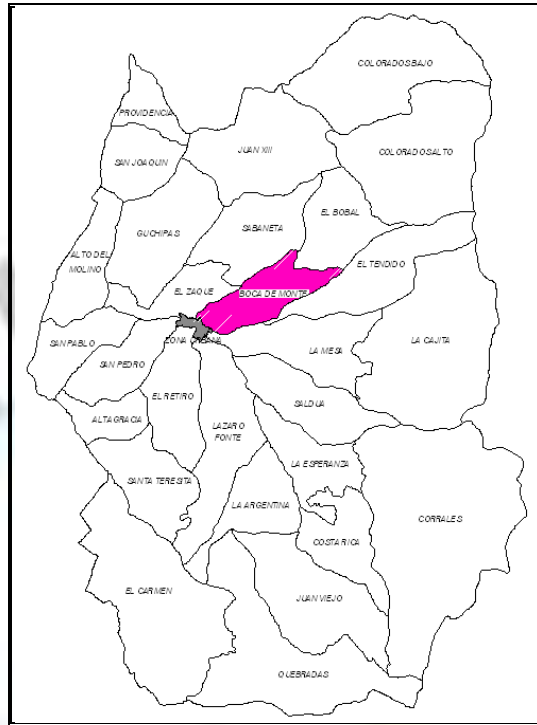 COLORADOS BAJO
PROVIDENCIA
JUAN XIII
COLORADOS ALTO
SAN JOAQUIN
EL BOBAL
SABANETA
GUCHIPAS
ALTO DEL
MOLINO
EL TENDIDO
EL ZAQUE
BOCA DE MONTE
ZONA URBANA
SAN PABLO
LA MESA
LA CAJITA
SAN PEDRO
EL RETIRO
SALDUA
ALTAGRACIA
LAZARO
FONTE
LA ESPERANZA
SANTA TERESITA
LA ARGENTINA
CORRALES
COSTA RICA
EL CARMEN
JUAN VIEJO
QUEBRADAS